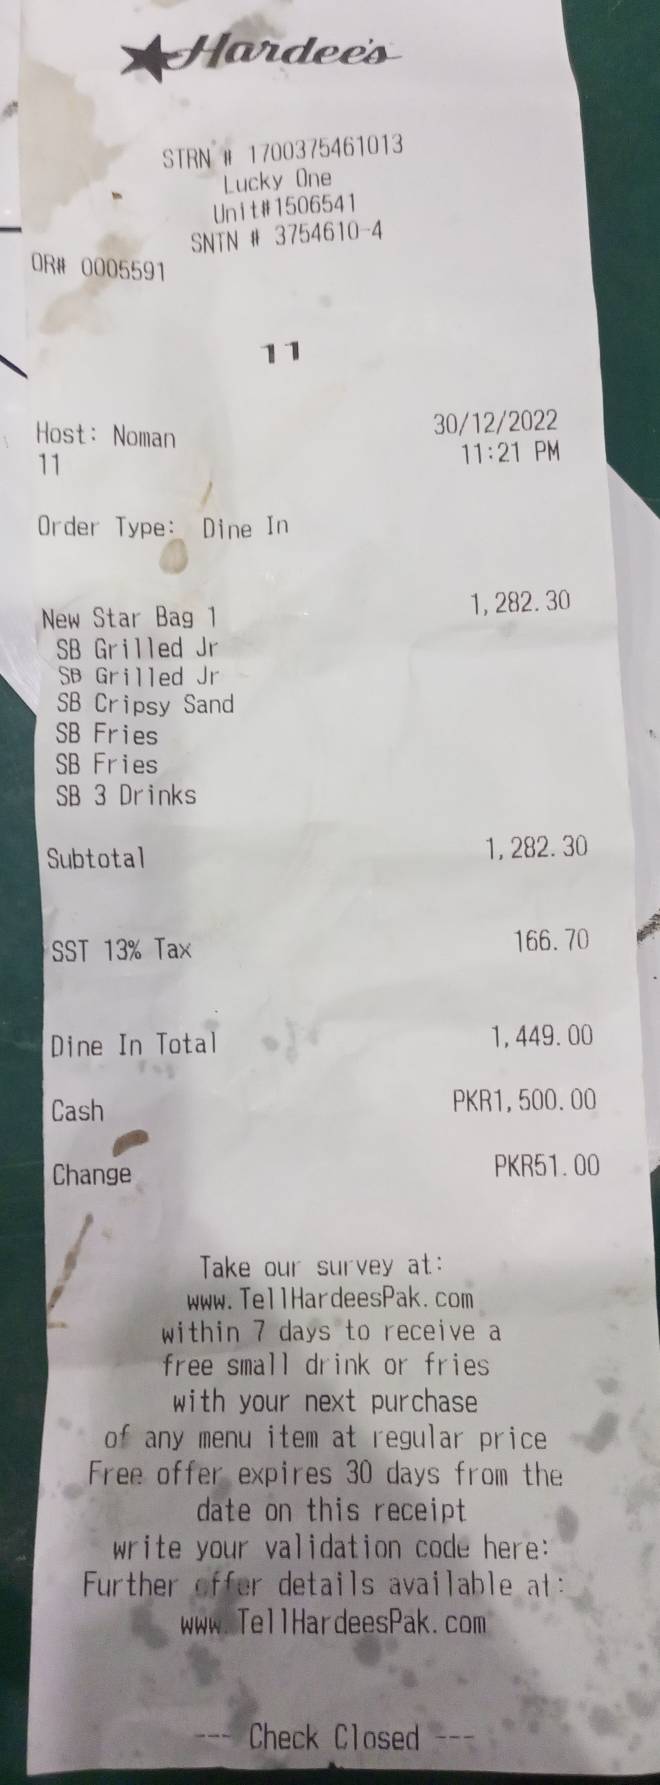 Hardee's
STRN # 1700375461013
Lucky One
Unit#1506541
SNTN # 3754610-4
OR# 0005591
11
Host: Noman 30/12/2022
11 11:21 PM
Order Type: Dine In
New Star Bag 1 1,282.30
SB Grilled Jr
SB Grilled Jr
SB Cripsy Sand
SB Fries
SB Fries
SB 3 Drinks
Subtotal 1,282.30
SST 13% Tax 166.70
Dine In Total 1,449.00
Cash PKR1,500.00
Change PKR51.00
Take our survey at:
www.TellHardeesPak.com
within 7 days to receive a
free small drink or fries
with your next purchase
of any menu item at regular price
Free offer expires 30 days from the
date on this receipt
write your validation code here:
Further offer details available at:
www.TellHardeesPak.com
--- Check Closed ---